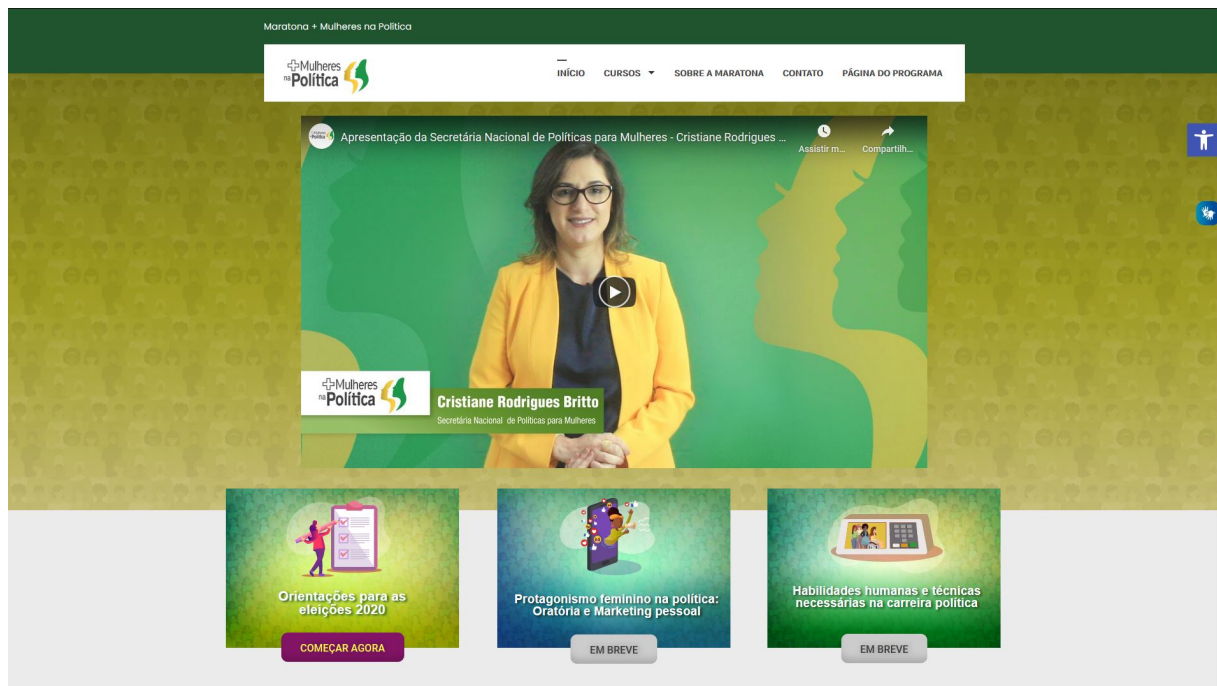 Maratona + Mulheres na Política
+Mulheres
na Política
INÍCIO CURSOS SOBRE A MARATONA CONTATO PÁGINA DO PROGRAMA
Apresentação da Secretária Nacional de Políticas para Mulheres - Cristiane Rodrigues ...
Assistir m... Compartilh...
+Mulheres
na Política
Cristiane Rodrigues Britto
Secretária Nacional de Políticas para Mulheres
Orientações para as
eleições 2020
COMEÇAR AGORA
Protagonismo feminino na política:
Oratória e Marketing pessoal
EM BREVE
Habilidades humanas e técnicas
necessárias na carreira política
EM BREVE